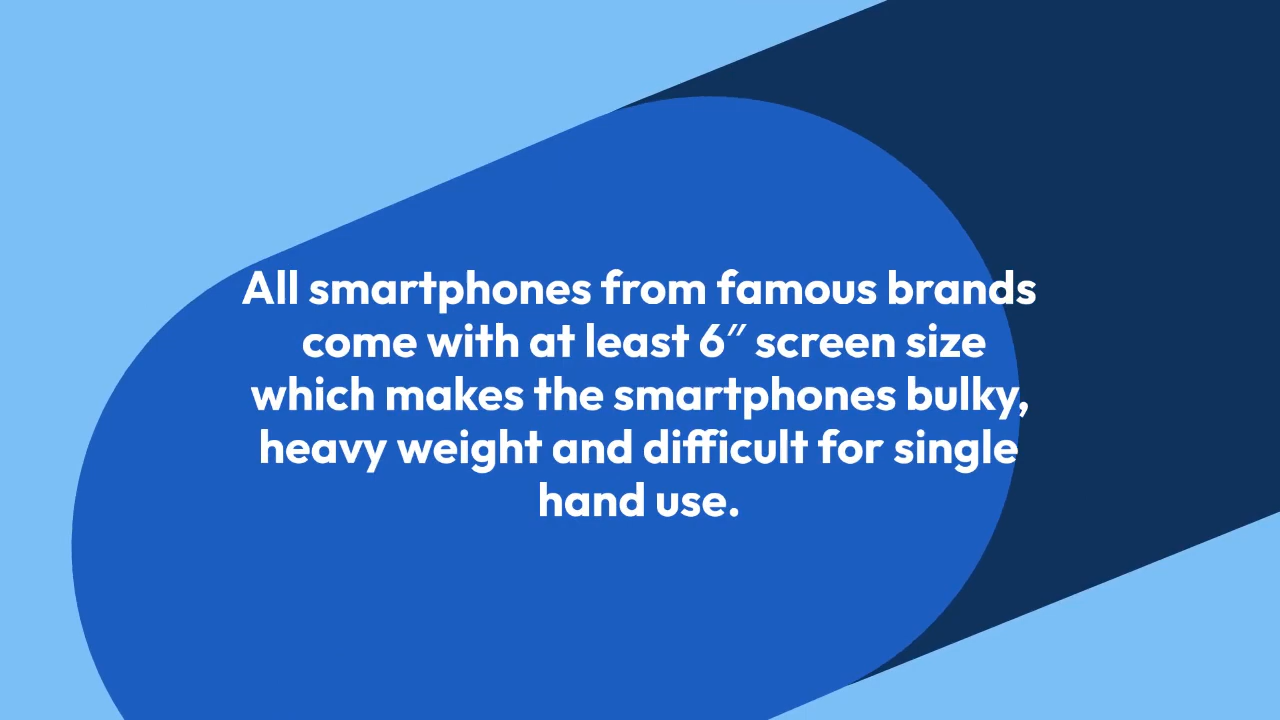 All smartphones from famous brands
come with at least 6″ screen size
which makes the smartphones bulky,
heavy weight and difficult for single
hand use.